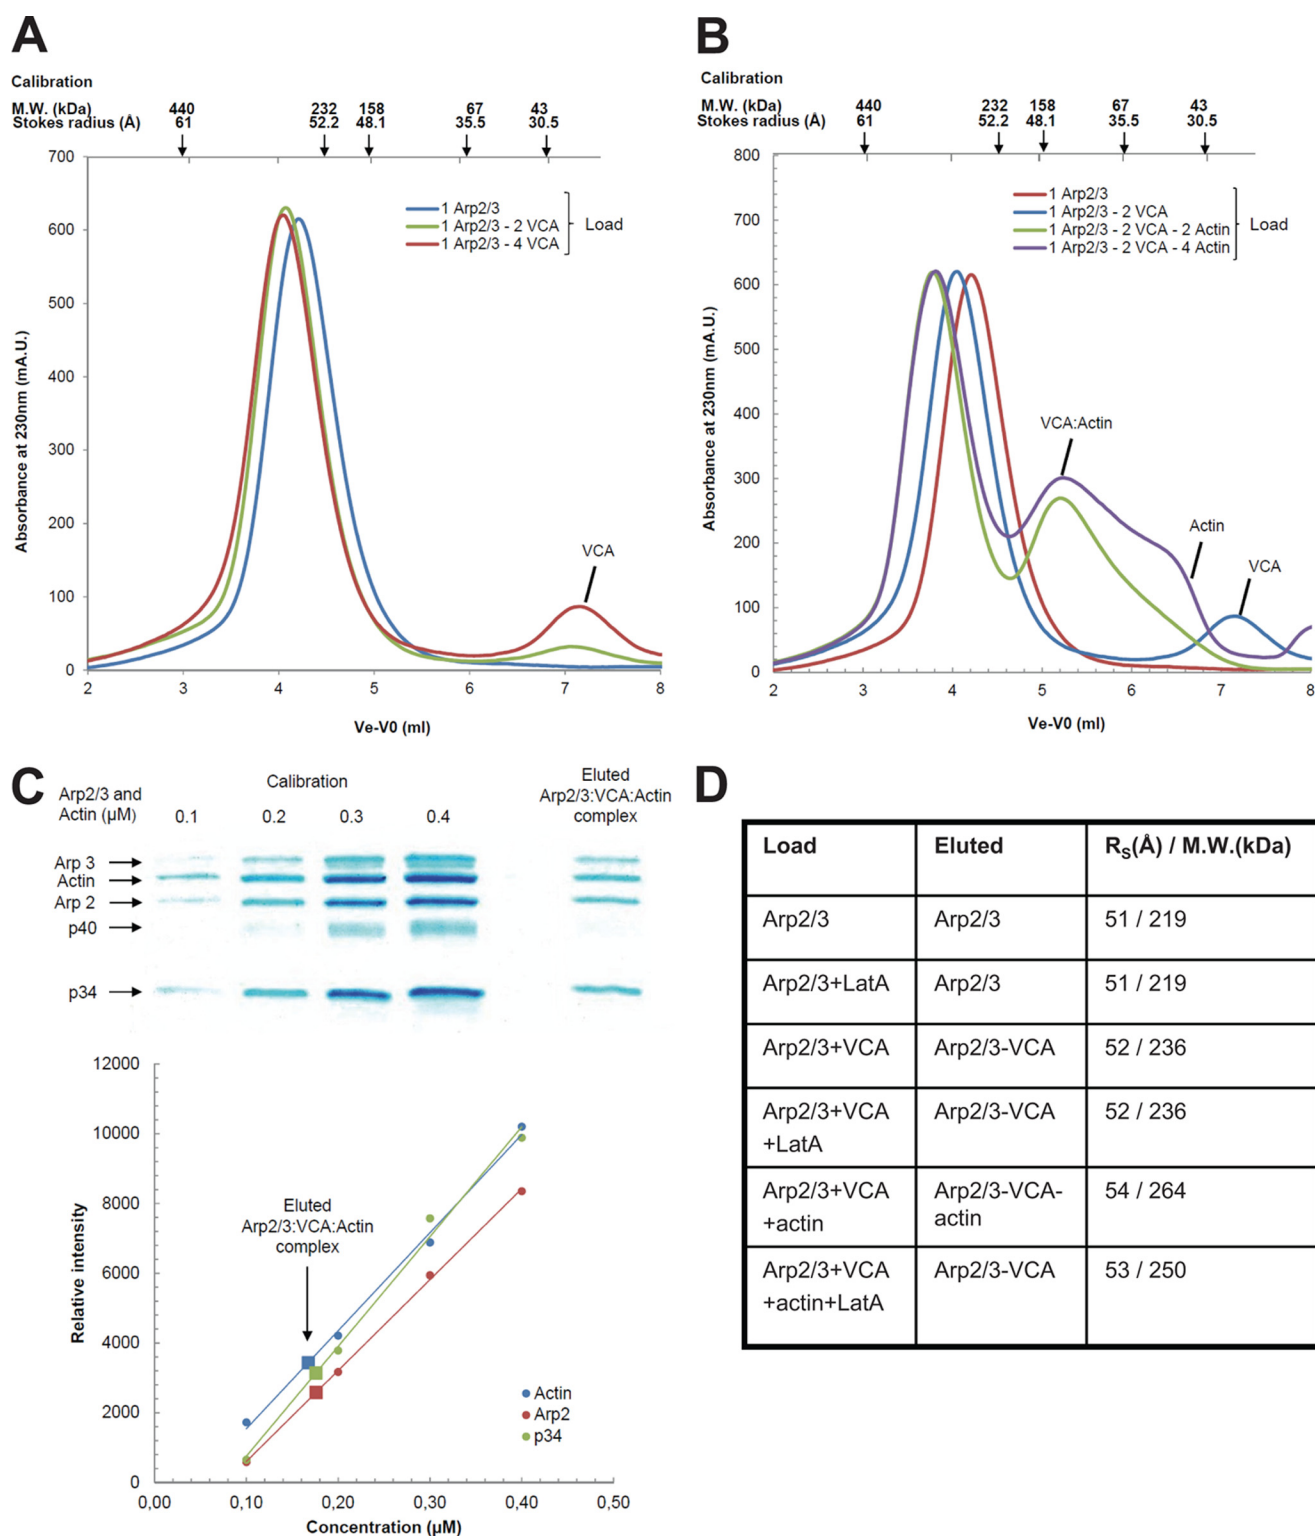 A
Calibration
M.W. (kDa) 440 232 158 67 43
Stokes radius (Å) 61 52.2 48.1 35.5 30.5
700
600
500
400
300
200
100
0
Absorbance at 230nm (mA.U.)
1 Arp2/3
1 Arp2/3 - 2 VCA
1 Arp2/3 - 4 VCA
Load
VCA
2 3 4 5 6 7 8
Ve-V0 (ml)
B
Calibration
M.W. (kDa) 440 232 158 67 43
Stokes radius (Å) 61 52.2 48.1 35.5 30.5
800
700
600
500
400
300
200
100
0
Absorbance at 230nm (mA.U.)
1 Arp2/3
1 Arp2/3 - 2 VCA
1 Arp2/3 - 2 VCA - 2 Actin
1 Arp2/3 - 2 VCA - 4 Actin
Load
VCA:Actin
Actin
VCA
2 3 4 5 6 7 8
Ve-V0 (ml)
C
Arp2/3 and
Actin (µM)
Calibration
0.1 0.2 0.3 0.4
Eluted
Arp2/3:VCA:Actin
complex
Arp 3
Actin
Arp 2
p40
p34
12000
10000
8000
6000
4000
2000
0
Relative intensity
Eluted
Arp2/3:VCA:Actin
complex
Actin
Arp2
p34
0,00 0,10 0,20 0,30 0,40 0,50
Concentration (µM)
D
Load Eluted RS(Å) / M.W.(kDa)
Arp2/3 Arp2/3 51 / 219
Arp2/3+LatA Arp2/3 51 / 219
Arp2/3+VCA Arp2/3-VCA 52 / 236
Arp2/3+VCA Arp2/3-VCA 52 / 236
+LatA
Arp2/3+VCA Arp2/3-VCA- 54 / 264
+actin actin
Arp2/3+VCA Arp2/3-VCA 53 / 250
+actin+LatA